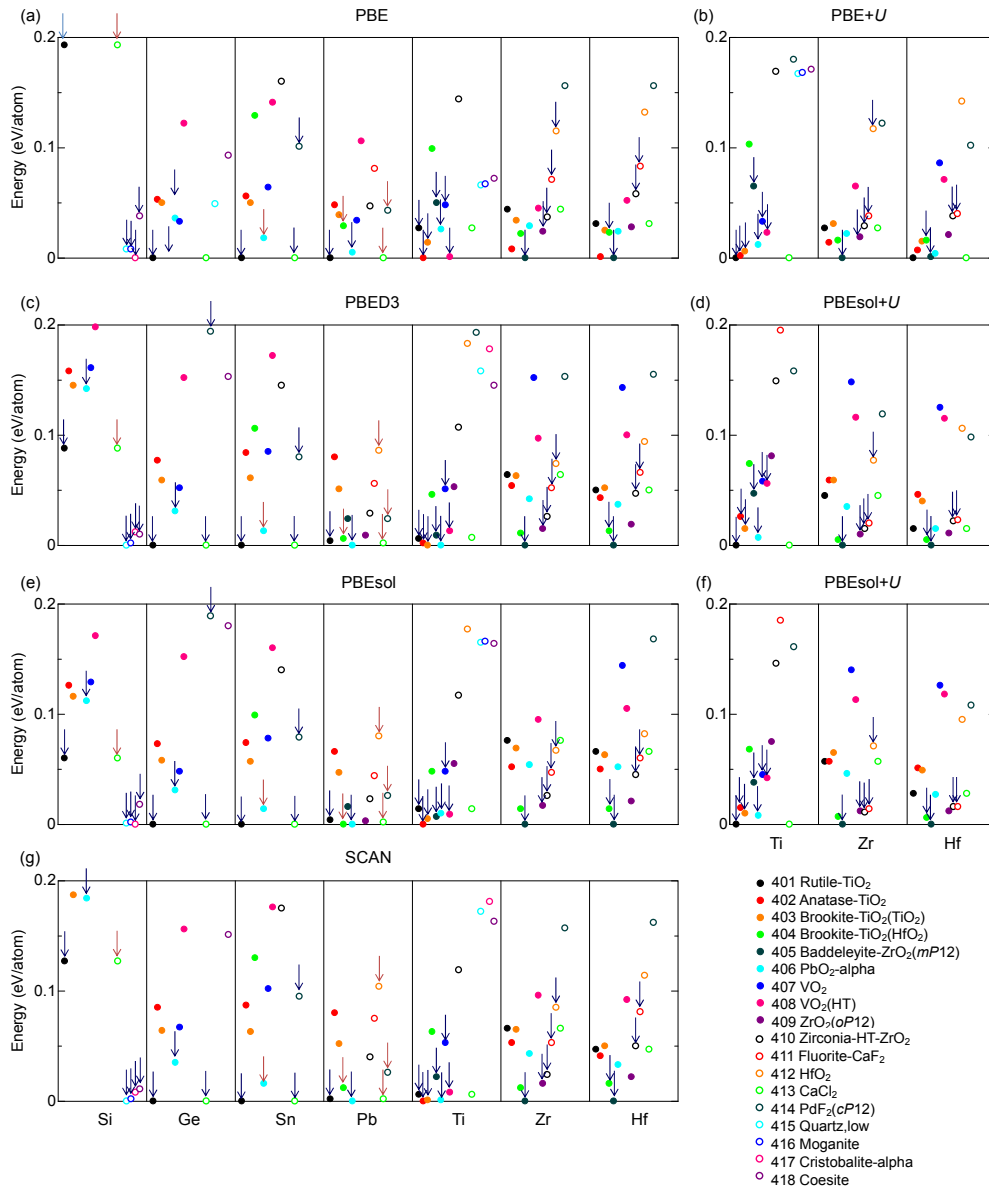 (a) PBE
(b) PBE+U
Energy (eV/atom)
0.2
0.1
0
0.2
0.1
0
(c) PBED3
(d) PBEsol+U
Energy (eV/atom)
0.2
0.1
0
0.2
0.1
0
(e) PBEsol
(f) PBEsol+U
Energy (eV/atom)
0.2
0.1
0
0.2
0.1
0
Ti Zr Hf
(g) SCAN
Energy (eV/atom)
0.2
0.1
0
Si Ge Sn Pb Ti Zr Hf
401 Rutile-TiO₂
402 Anatase-TiO₂
403 Brookite-TiO₂(TiO₂)
404 Brookite-TiO₂(HfO₂)
405 Baddeleyite-ZrO₂(mP12)
406 PbO₂-alpha
407 VO₂
408 VO₂(HT)
409 ZrO₂(oP12)
410 Zirconia-HT-ZrO₂
411 Fluorite-CaF₂
412 HfO₂
413 CaCl₂
414 PdF₂(cP12)
415 Quartz,low
416 Moganite
417 Cristobalite-alpha
418 Coesite